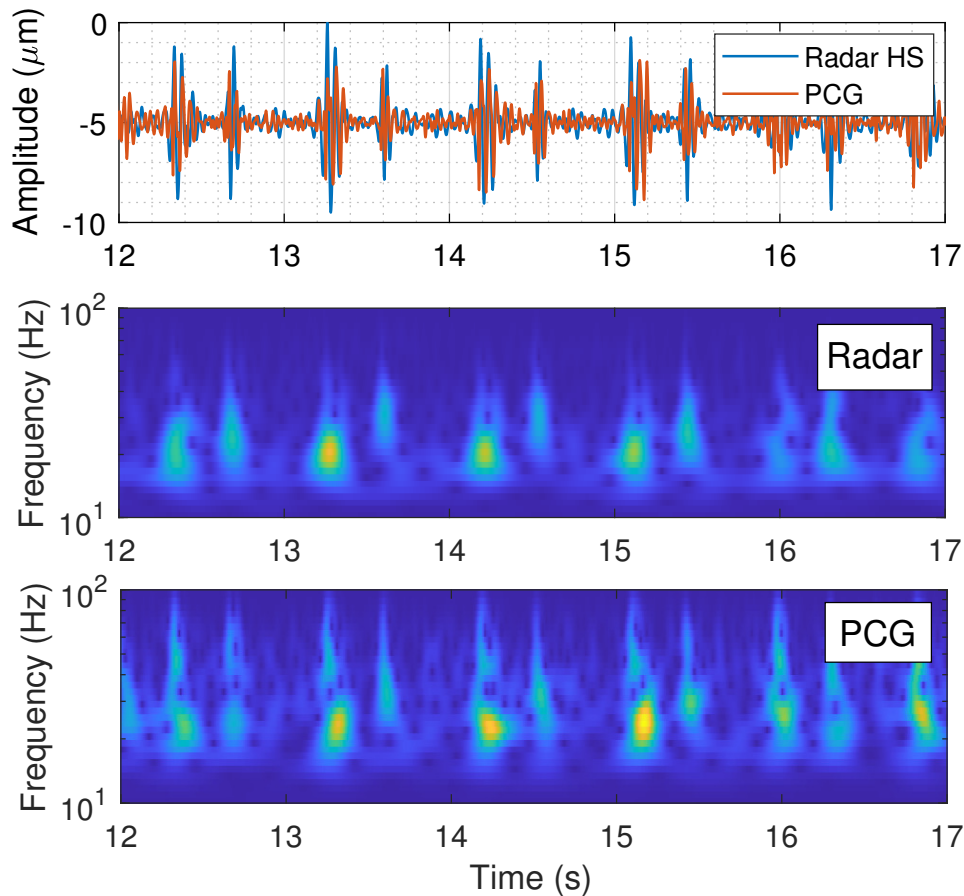 Amplitude (μm)
0
-5
-10
Radar HS
PCG
12 13 14 15 16 17
Frequency (Hz)
10²
10¹
Radar
12 13 14 15 16 17
Frequency (Hz)
10²
10¹
PCG
12 13 14 15 16 17
Time (s)